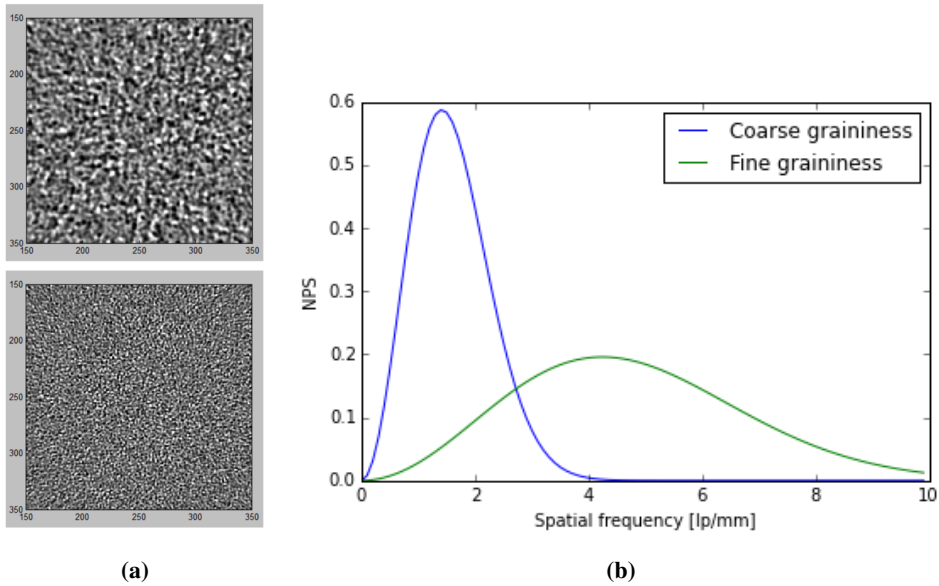 150
200
250
300
350
150 200 250 300 350
150
200
250
300
350
150 200 250 300 350
(a)
0.6
0.5
0.4
0.3
0.2
0.1
0.0
NPS
Coarse graininess
Fine graininess
0 2 4 6 8 10
Spatial frequency [lp/mm]
(b)